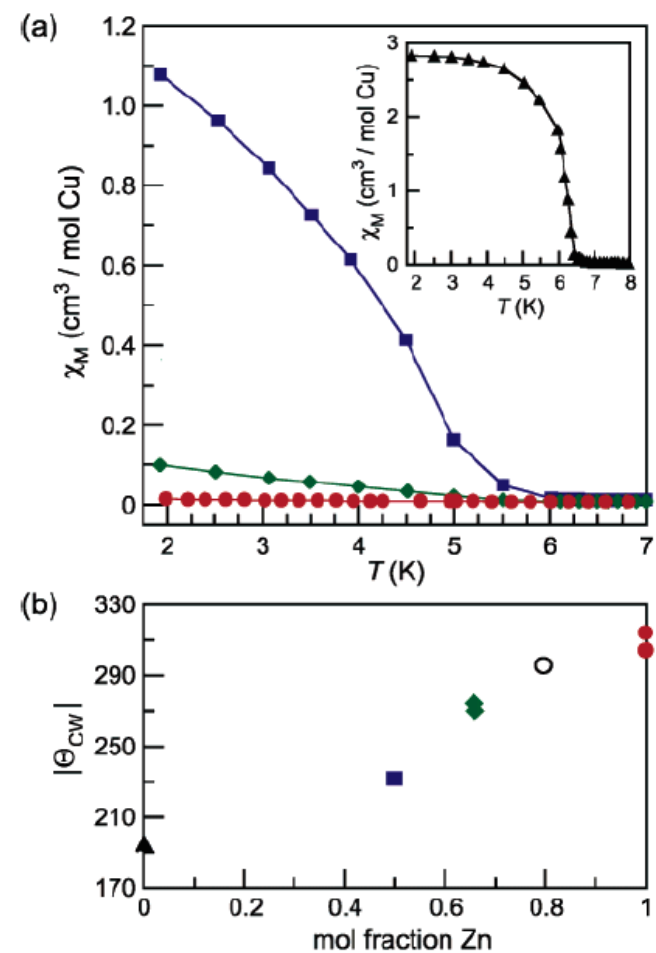 (a)
1.2
1.0
0.8
0.6
0.4
0.2
0
χM (cm³ / mol Cu)
2 3 4 5 6 7
T (K)
3
2
1
0
χM (cm³ / mol Cu)
2 3 4 5 6 7 8
T (K)
(b)
330
290
250
210
170
|ΘCW|
0 0.2 0.4 0.6 0.8 1
mol fraction Zn